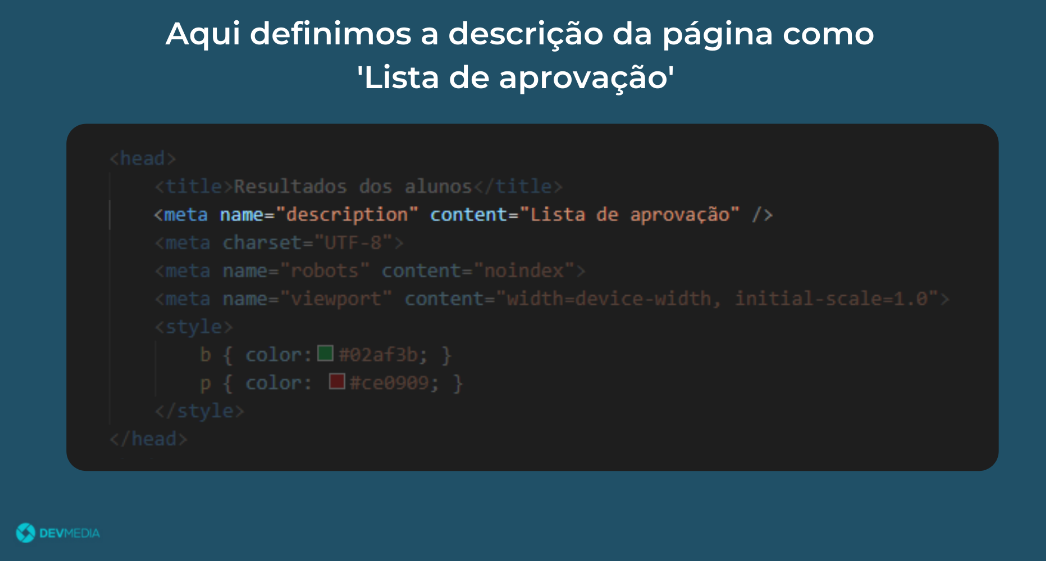 Aqui definimos a descrição da página como
'Lista de aprovação'
<head>
<title>Resultados dos alunos</title>
<meta name="description" content="Lista de aprovação" />
<meta charset="UTF-8">
<meta name="robots" content="noindex">
<meta name="viewport" content="width=device-width, initial-scale=1.0">
<style>
b { color: #02af3b; }
p { color: #ce0909; }
</style>
</head>
DEVMEDIA